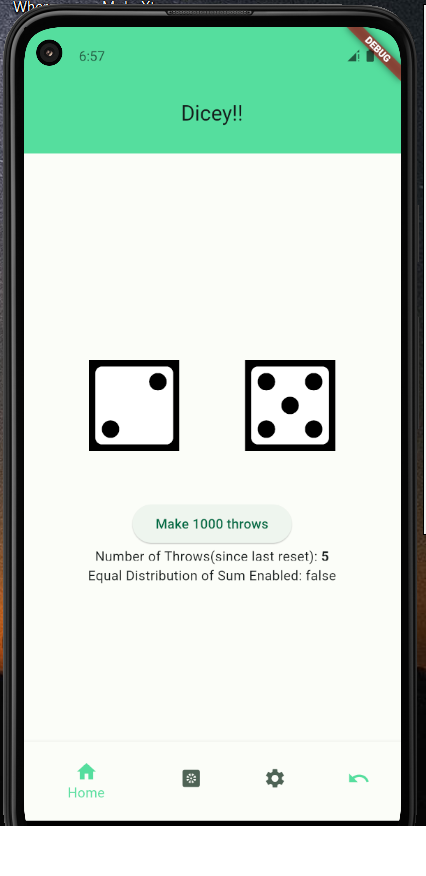 6:57
DEBUG
Dicey!!
Make 1000 throws
Number of Throws(since last reset): 5
Equal Distribution of Sum Enabled: false
Home